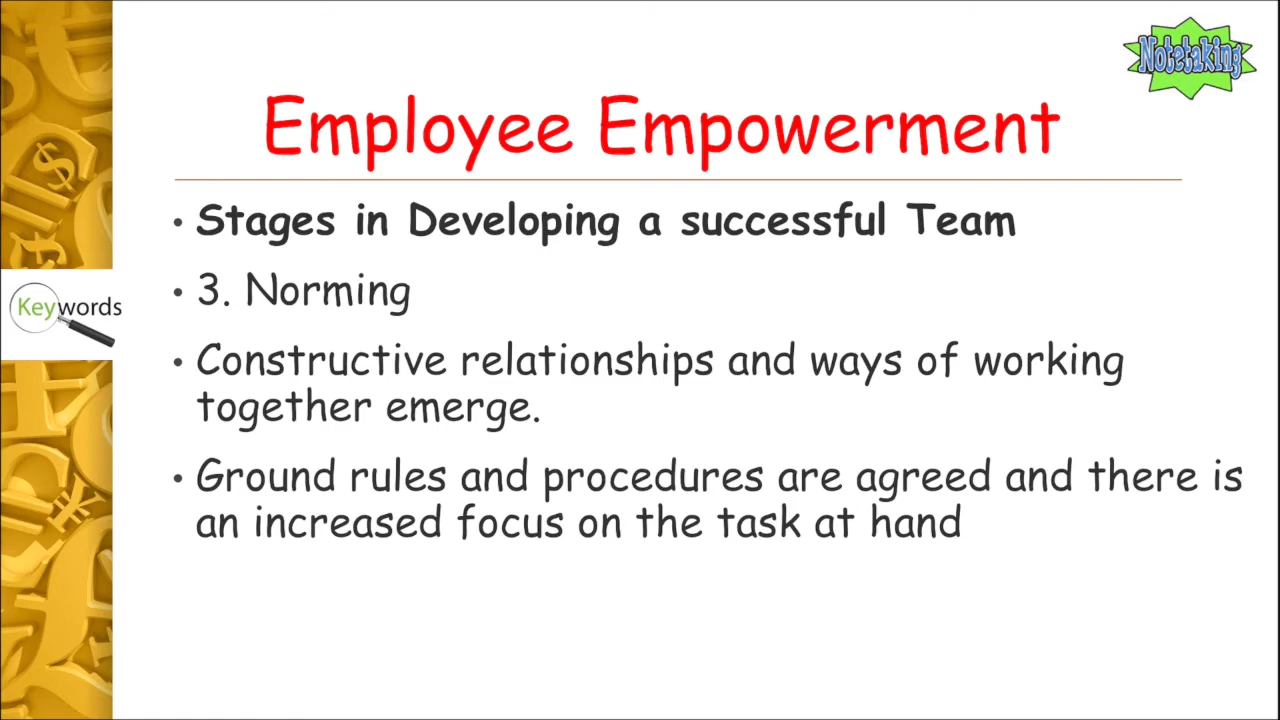 Notetaking
Employee Empowerment
• Stages in Developing a successful Team
• 3. Norming
Keywords
• Constructive relationships and ways of working
together emerge.
• Ground rules and procedures are agreed and there is
an increased focus on the task at hand